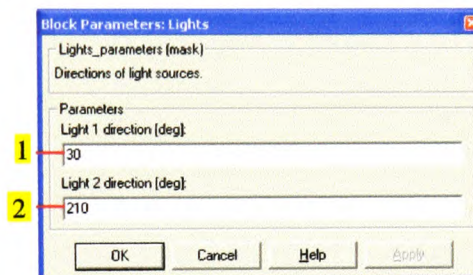 Block Parameters: Lights
Lights_parameters (mask)
Directions of light sources.
Parameters
Light 1 direction [deg]:
1
30
Light 2 direction [deg]:
2
210
OK Cancel Help Apply